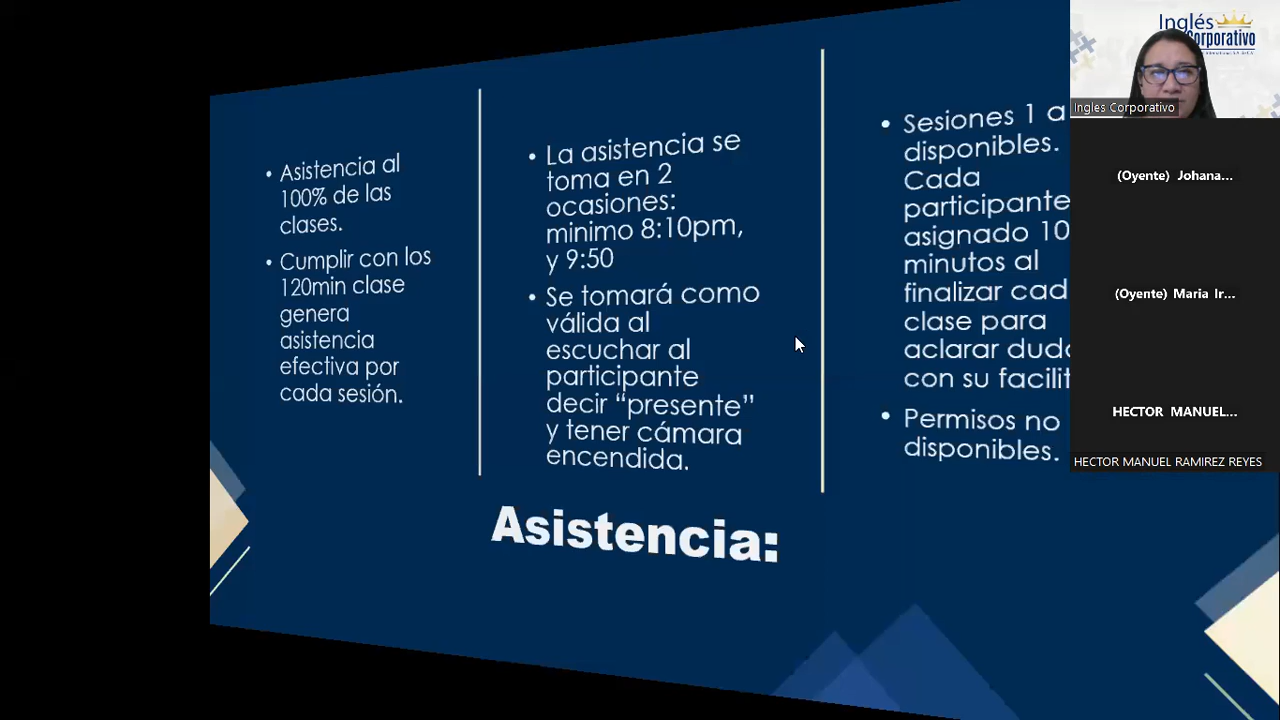 Asistencia al
100% de las
clases.
Cumplir con los
120min clase
genera
asistencia
efectiva por
cada sesión.
La asistencia se
toma en 2
ocasiones:
minimo 8:10pm,
y 9:50
Se tomará como
válida al
escuchar al
participante
decir “presente”
y tener cámara
encendida.
Sesiones 1 a
disponibles.
Cada
participante
asignado 10
minutos al
finalizar cad
clase para
aclarar dud
con su facilit
Permisos no
disponibles.
Asistencia:
Inglés
Corporativo
Ingles Corporativo
(Oyente) Johana...
(Oyente) Maria Ir...
HECTOR MANUEL...
HECTOR MANUEL RAMIREZ REYES